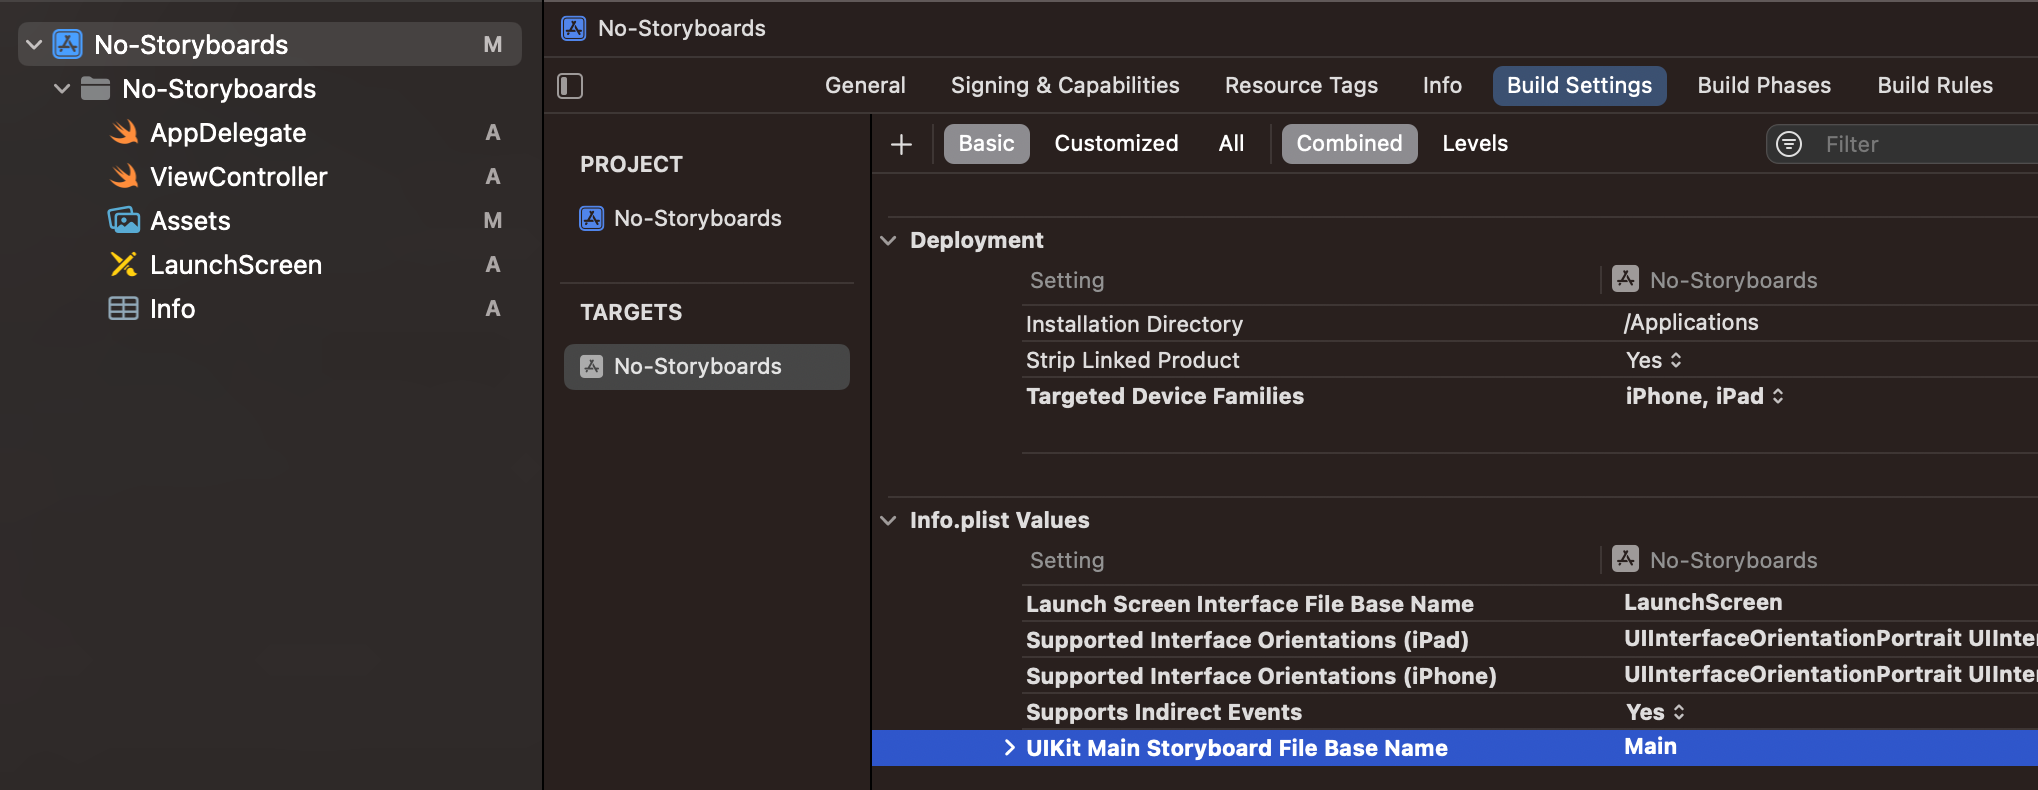 No-Storyboards M
No-Storyboards
AppDelegate A
ViewController A
Assets M
LaunchScreen A
Info A
No-Storyboards
General Signing & Capabilities Resource Tags Info Build Settings Build Phases Build Rules
PROJECT
No-Storyboards
TARGETS
No-Storyboards
+ Basic Customized All Combined Levels Filter
Deployment
Setting No-Storyboards
Installation Directory /Applications
Strip Linked Product Yes
Targeted Device Families iPhone, iPad
Info.plist Values
Setting No-Storyboards
Launch Screen Interface File Base Name LaunchScreen
Supported Interface Orientations (iPad) UIInterfaceOrientationPortrait UIInte
Supported Interface Orientations (iPhone) UIInterfaceOrientationPortrait UIInte
Supports Indirect Events Yes
UIKit Main Storyboard File Base Name Main